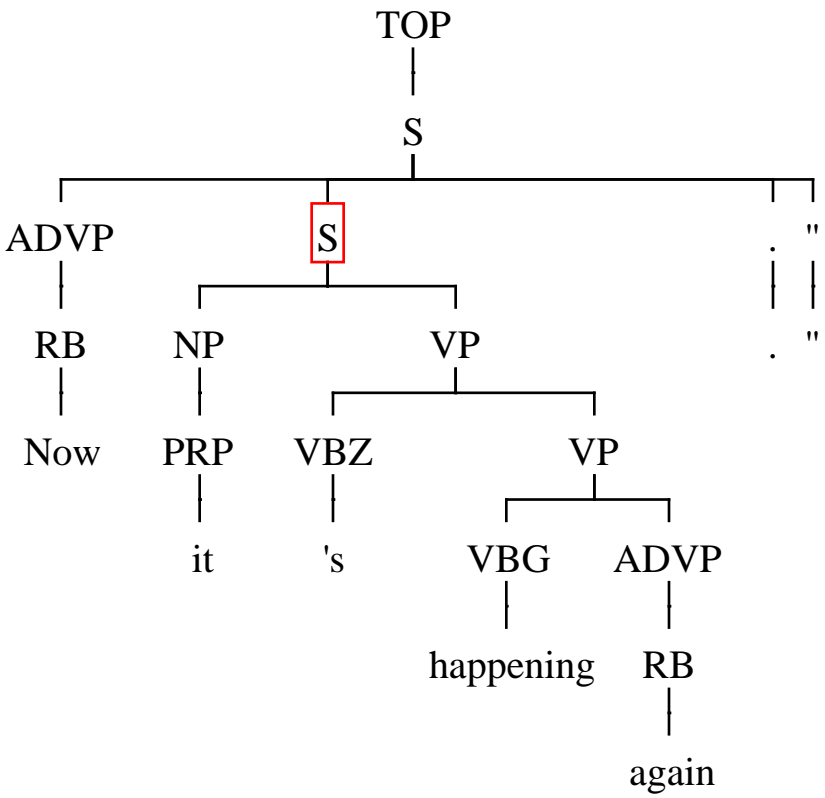 TOP
S
ADVP S . "
RB NP VP . "
Now PRP VBZ VP
it 's VBG ADVP
happening RB
again